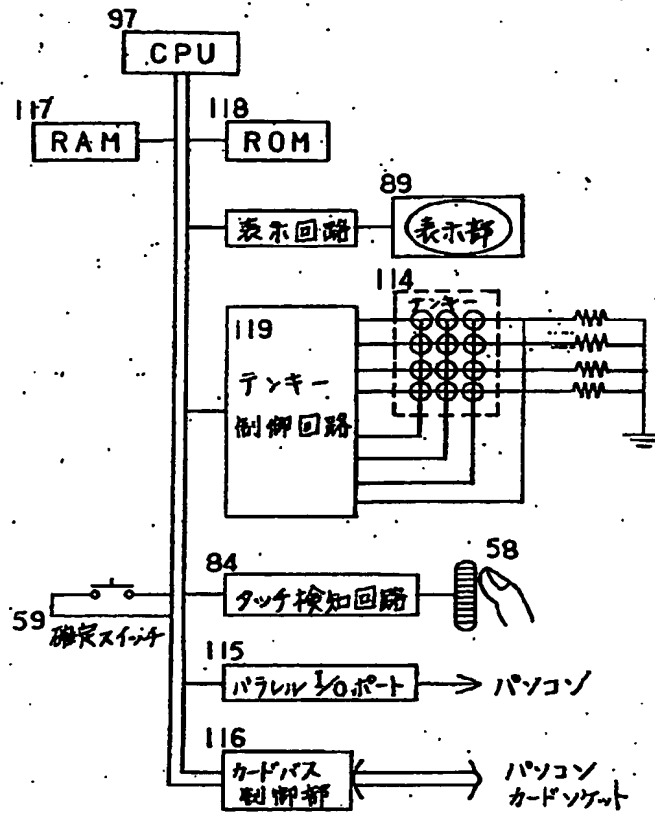 97
CPU
117
RAM
118
ROM
表示回路
89
表示部
114
テンキー
119
テンキー
制御回路
84
タッチ検知回路
58
59
確定スイッチ
115
パラレルI/Oポート
パソコン
116
カードバス
制御部
パソコン
カードソケット